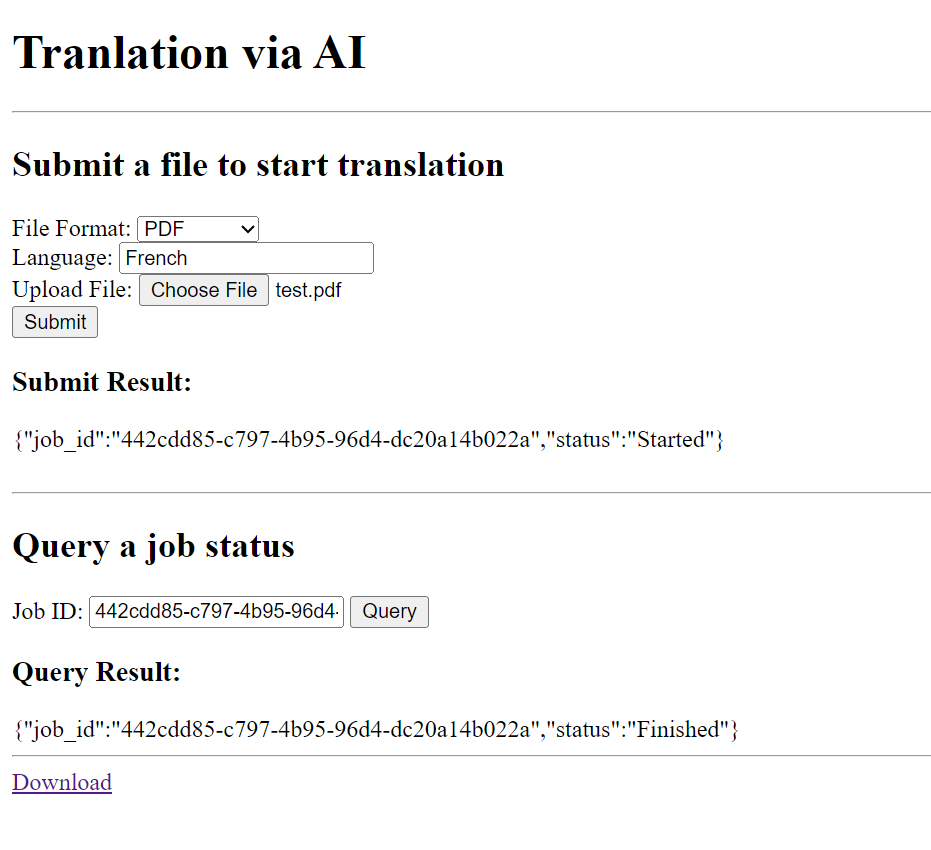 Tranlation via AI
Submit a file to start translation
File Format: PDF
Language: French
Upload File: Choose File test.pdf
Submit
Submit Result:
{"job_id":"442cdd85-c797-4b95-96d4-dc20a14b022a","status":"Started"}
Query a job status
Job ID: 442cdd85-c797-4b95-96d4- Query
Query Result:
{"job_id":"442cdd85-c797-4b95-96d4-dc20a14b022a","status":"Finished"}
Download